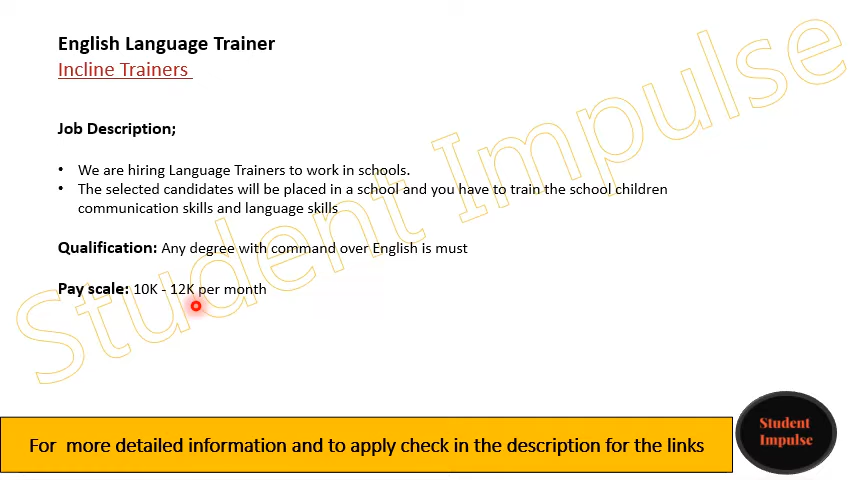 English Language Trainer
Incline Trainers
Job Description;
• We are hiring Language Trainers to work in schools.
• The selected candidates will be placed in a school and you have to train the school children
communication skills and language skills
Qualification: Any degree with command over English is must
Pay scale: 10K - 12K per month
Student Impulse
For more detailed information and to apply check in the description for the links
Student
Impulse